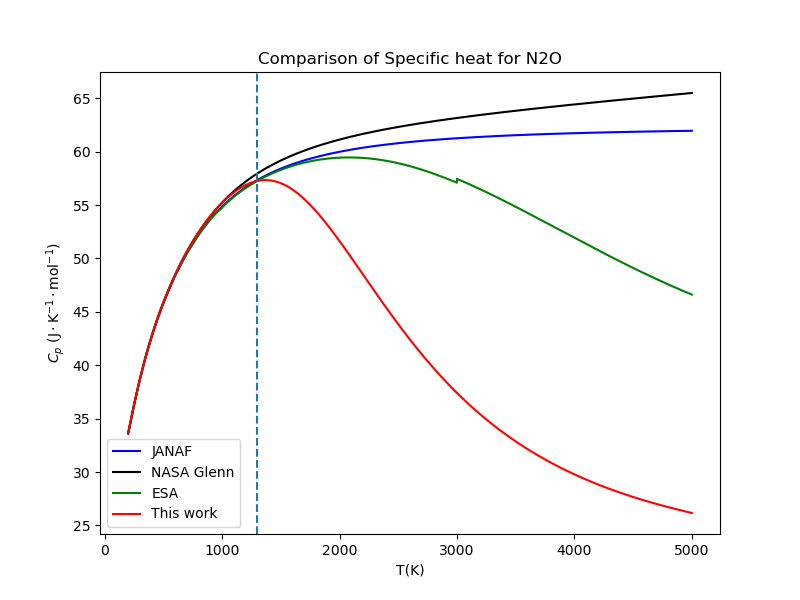 Comparison of Specific heat for N2O
65
60
55
50
45
40
35
30
25
C_p (J · K⁻¹ · mol⁻¹)
JANAF
NASA Glenn
ESA
This work
0 1000 2000 3000 4000 5000
T(K)